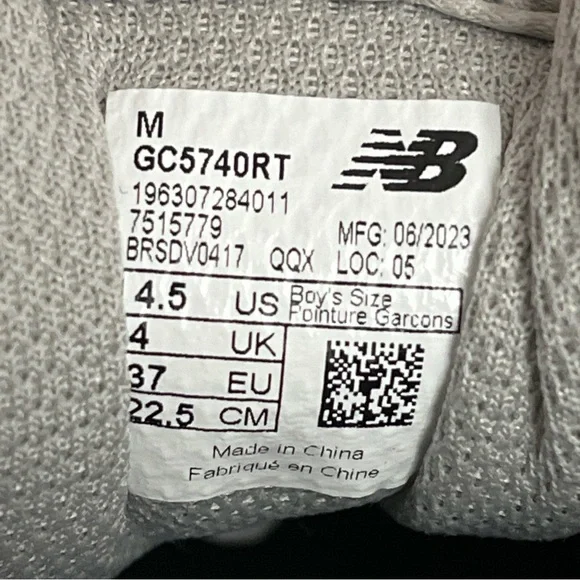 M
GC5740RT
NB
196307284011
7515779
MFG: 06/2023
BRSDV0417 QQX LOC: 05
4.5 US Boy's Size
Pointure Garcons
4 UK
37 EU
22.5 CM
Made in China
Fabriqué en Chine